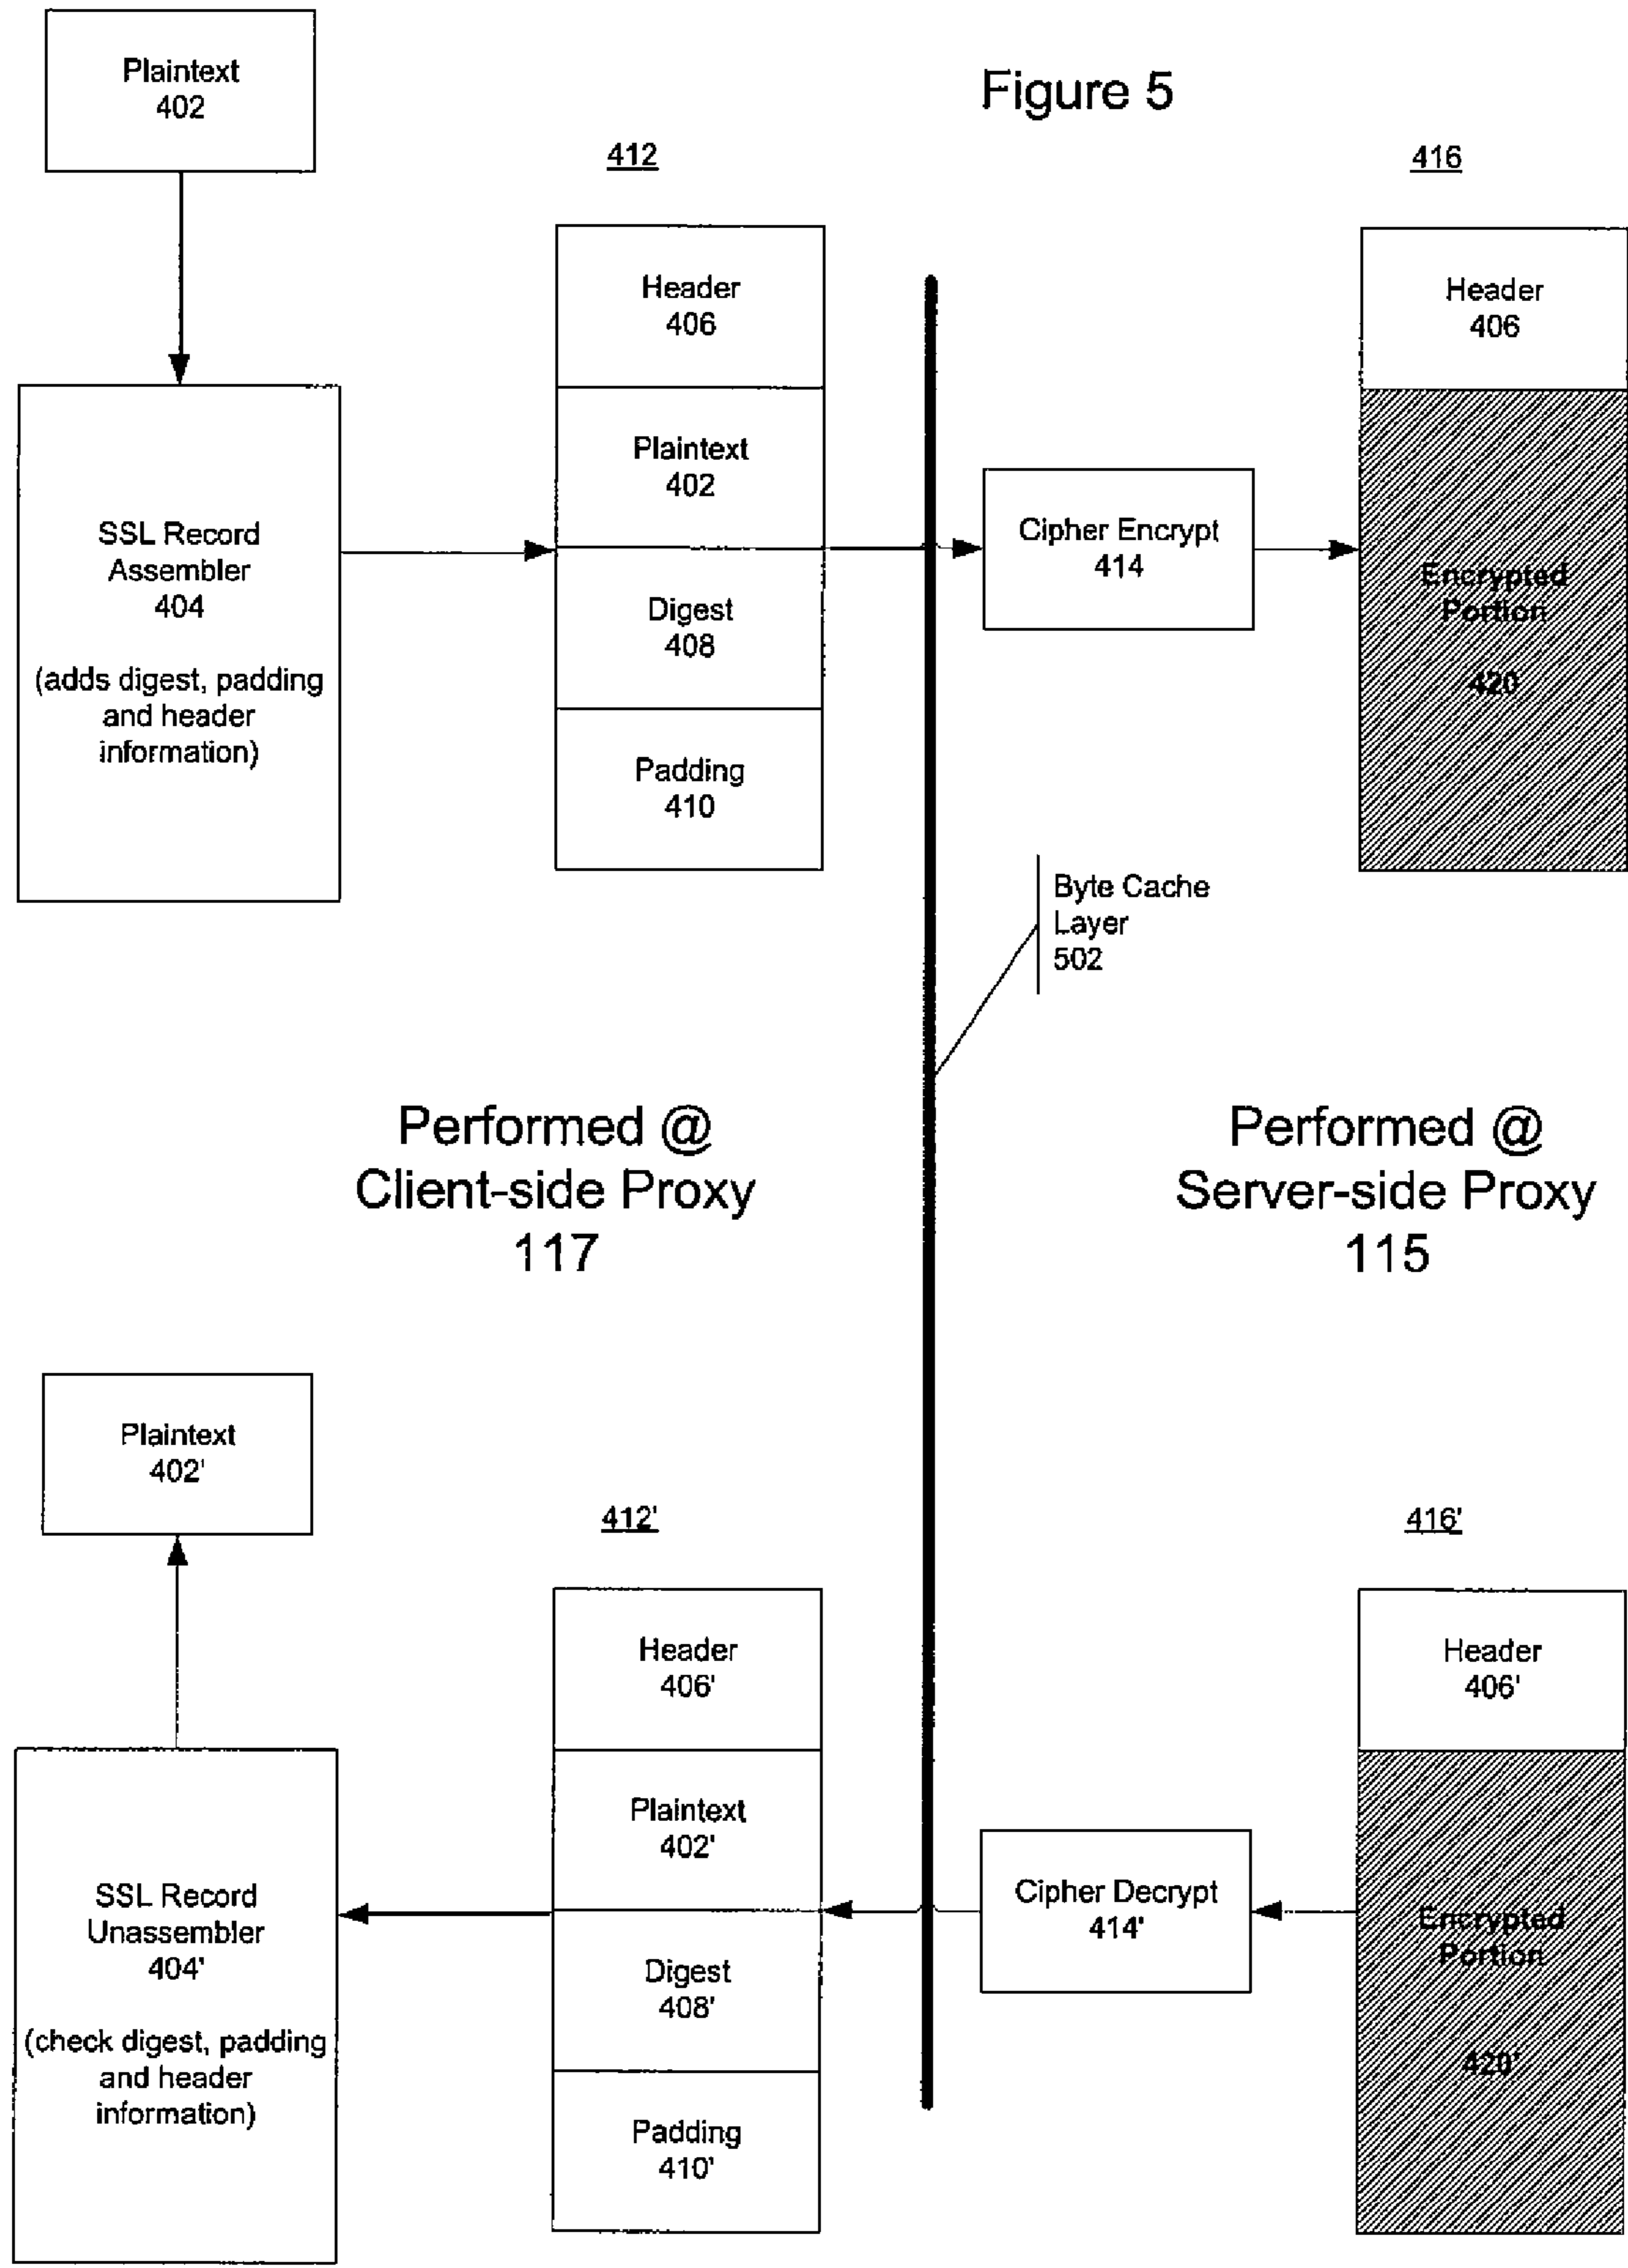 Plaintext
402
Figure 5
412
416
Header
406
Plaintext
402
Digest
408
Padding
410
SSL Record
Assembler
404
(adds digest, padding
and header
information)
Cipher Encrypt
414
Header
406
Encrypted
Portion
420
Byte Cache
Layer
502
Performed @
Client-side Proxy
117
Performed @
Server-side Proxy
115
Plaintext
402'
412'
416'
Header
406'
Plaintext
402'
Digest
408'
Padding
410'
SSL Record
Unassembler
404'
(check digest, padding
and header
information)
Cipher Decrypt
414'
Header
406'
Encrypted
Portion
420'